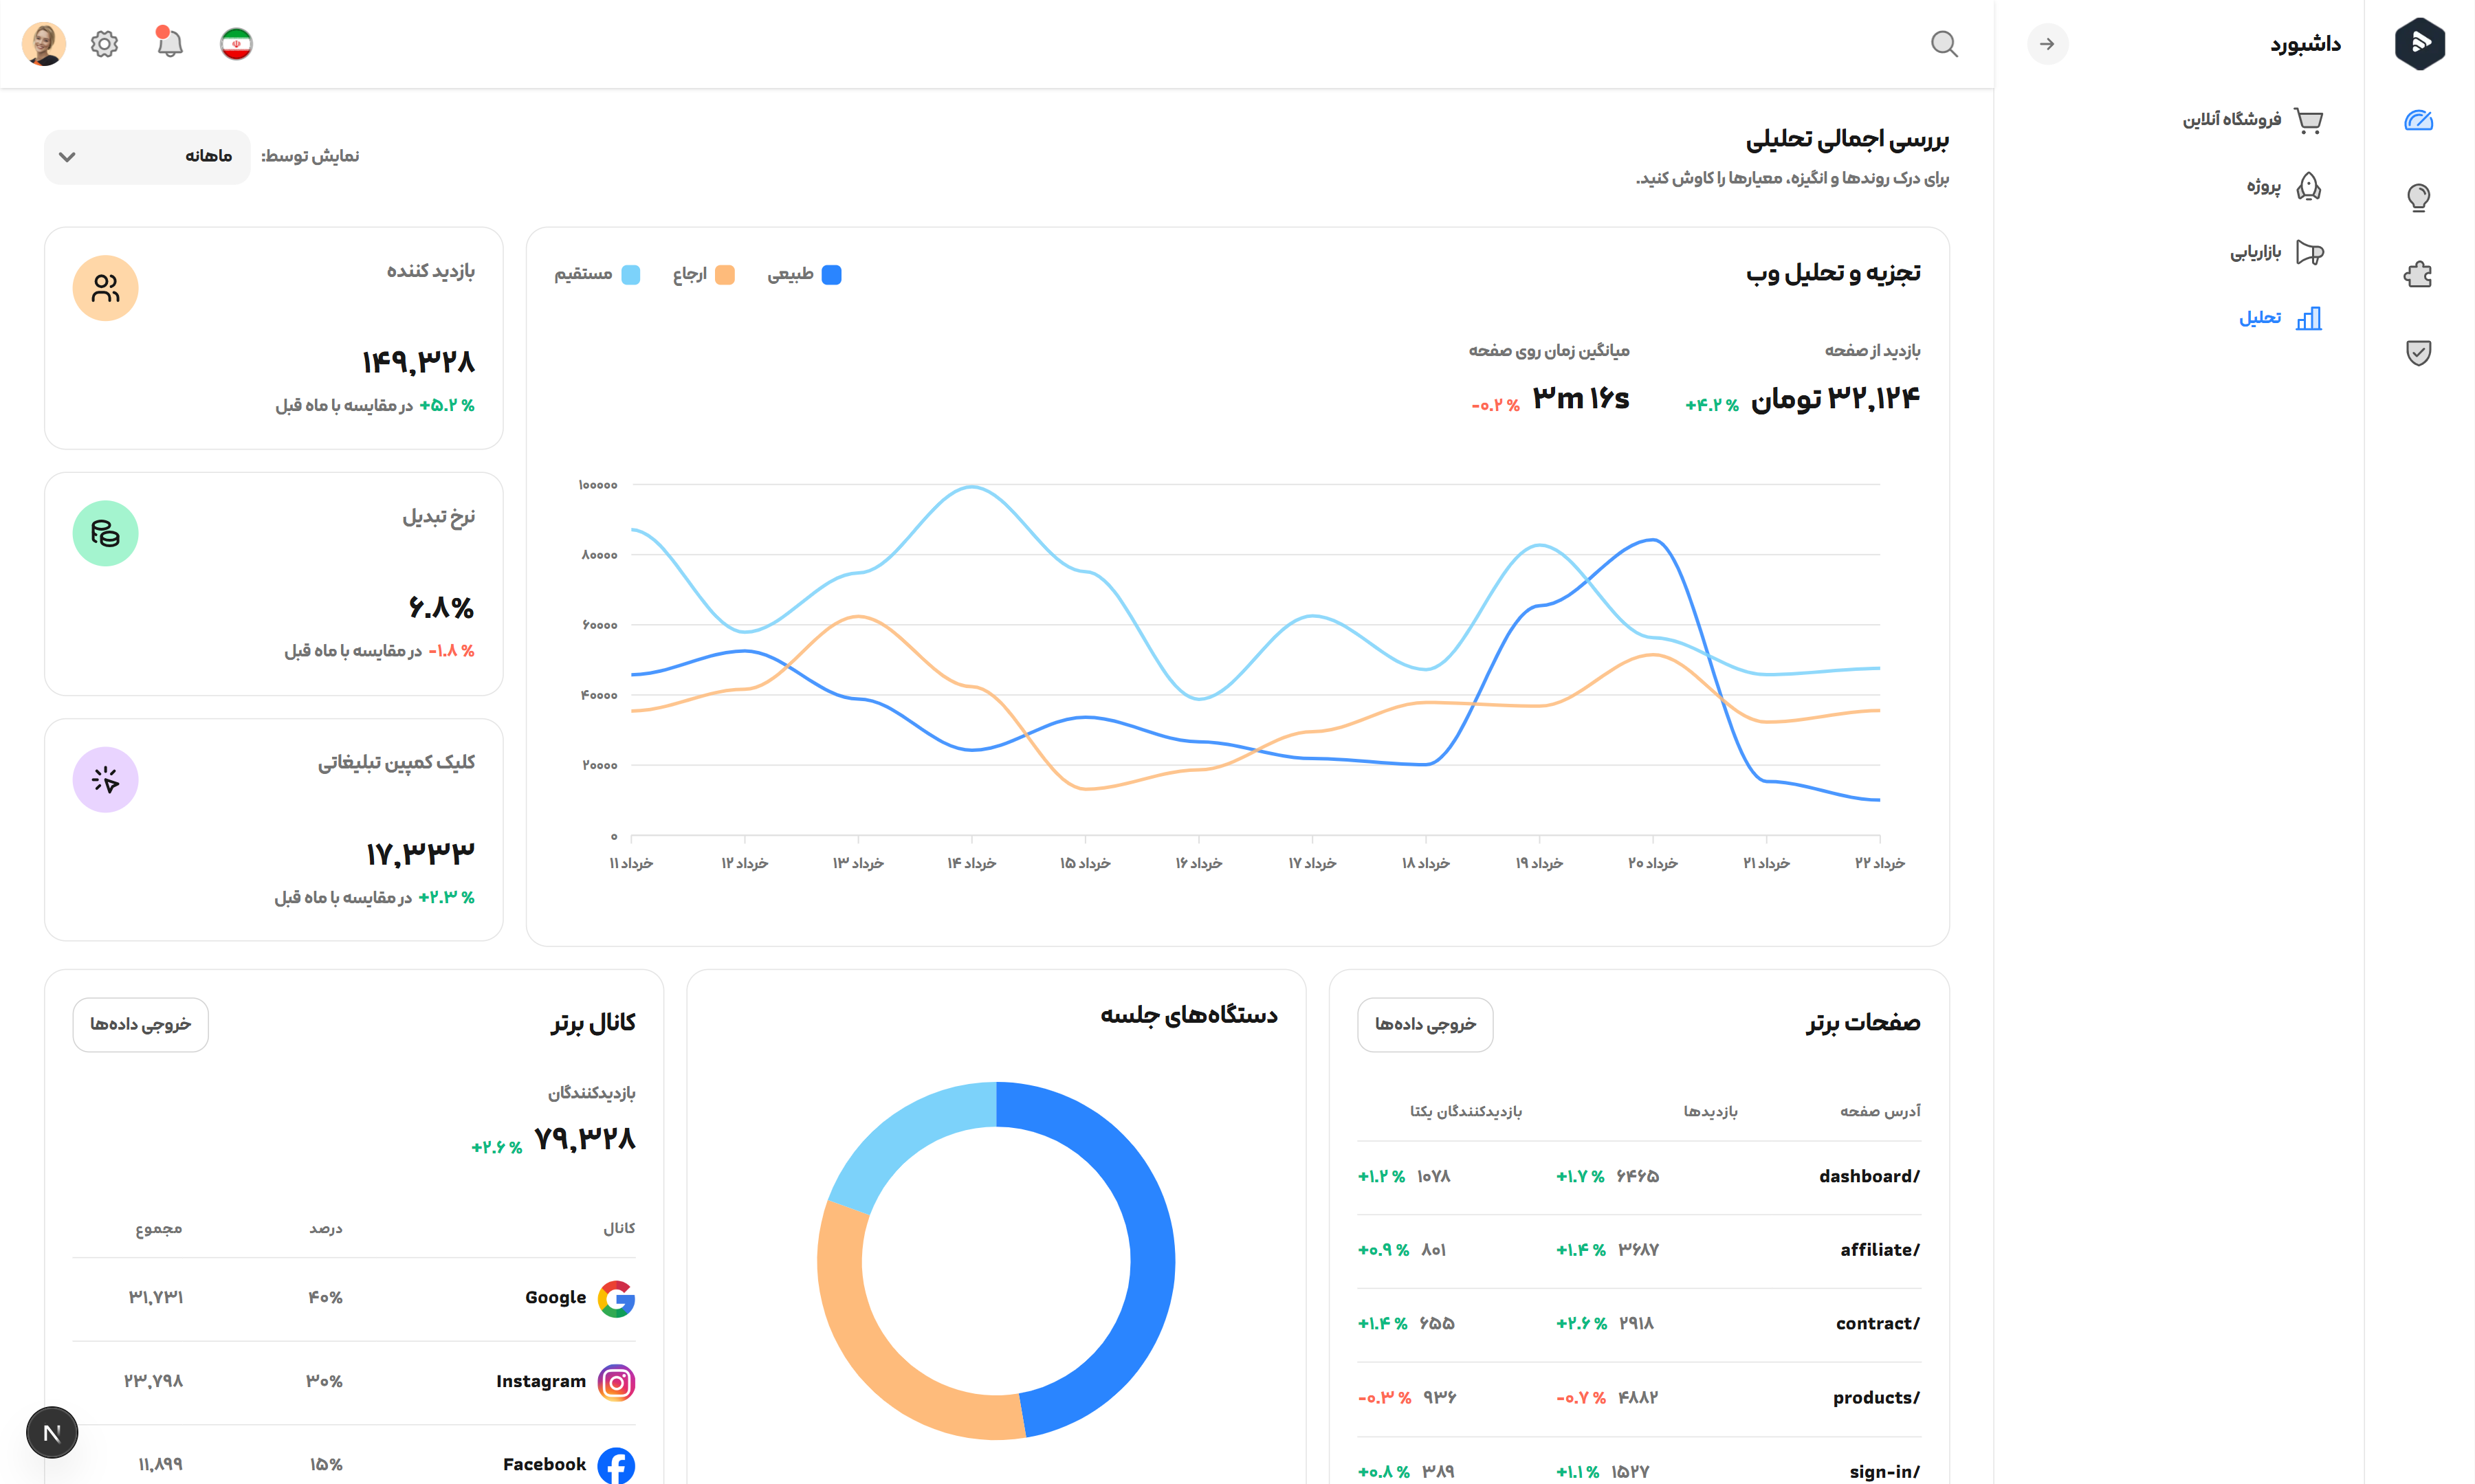 داشبورد
فروشگاه آنلاین
پروژه
بازاریابی
تحلیل
بررسی اجمالی تحلیلی
برای درک روندها و انگیزه، معیارها را کاوش کنید.
نمایش توسط:
ماهانه
تجزیه و تحلیل وب
طبیعی
ارجاع
مستقیم
بازدید از صفحه
۳۲,۱۲۴ تومان
+۴.۲ %
میانگین زمان روی صفحه
۳m ۱۶s
-۰.۲ %
۱۰۰۰۰۰
۸۰۰۰۰
۶۰۰۰۰
۴۰۰۰۰
۲۰۰۰۰
۰
خرداد ۱۱
خرداد ۱۲
خرداد ۱۳
خرداد ۱۴
خرداد ۱۵
خرداد ۱۶
خرداد ۱۷
خرداد ۱۸
خرداد ۱۹
خرداد ۲۰
خرداد ۲۱
خرداد ۲۲
بازدید کننده
۱۴۹,۳۲۸
+۵.۲ % در مقایسه با ماه قبل
نرخ تبدیل
۶.۸%
-۱.۸ % در مقایسه با ماه قبل
کلیک کمپین تبلیغاتی
۱۷,۳۳۳
+۲.۳ % در مقایسه با ماه قبل
صفحات برتر
خروجی داده‌ها
آدرس صفحه بازدیدها بازدیدکنندگان یکتا
dashboard/ ۶۴۶۵ +۱.۷ % ۱۰۷۸ +۱.۲ %
affiliate/ ۳۶۸۷ +۱.۴ % ۸۰۱ +۰.۹ %
contract/ ۲۹۱۸ +۲.۶ % ۶۵۵ +۱.۴ %
products/ ۴۸۸۲ -۰.۷ % ۹۳۶ -۰.۳ %
sign-in/ ۱۵۲۷ +۱.۱ % ۳۸۹ +۰.۸ %
دستگاه‌های جلسه
کانال برتر
خروجی داده‌ها
بازدیدکنندگان
۷۹,۳۲۸
+۲.۶ %
کانال درصد مجموع
Google ۴۰% ۳۱,۷۳۱
Instagram ۳۰% ۲۳,۷۹۸
Facebook ۱۵% ۱۱,۸۹۹
N